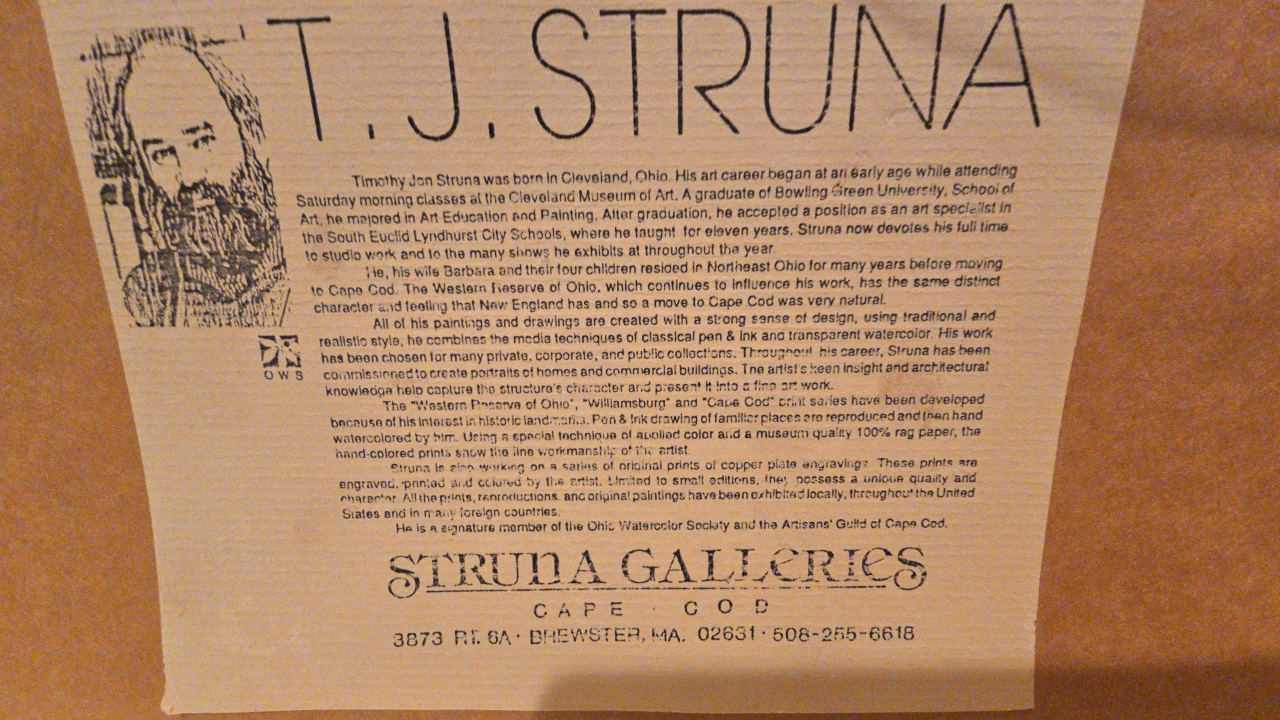 T. J. STRUNA
Timothy Jon Struna was born in Cleveland, Ohio. His art career began at an early age while attending
Saturday morning classes at the Cleveland Museum of Art. A graduate of Bowling Green University, School of
Art, he majored in Art Education and Painting. After graduation, he accepted a position as an art specialist in
the South Euclid Lyndhurst City Schools, where he taught for eleven years. Struna now devotes his full time
to studio work and to the many shows he exhibits at throughout the year.
He, his wife Barbara and their four children resided in Northeast Ohio for many years before moving
to Cape Cod. The Western Reserve of Ohio, which continues to influence his work, has the same distinct
character and feeling that New England has and so a move to Cape Cod was very natural.
All of his paintings and drawings are created with a strong sense of design, using traditional and
realistic style, he combines the media techniques of classical pen & ink and transparent watercolor. His work
has been chosen for many private, corporate, and public collections. Throughout his career, Struna has been
commissioned to create portraits of homes and commercial buildings. The artist's keen insight and architectural
knowledge help capture the structure's character and present it into a fine art work.
The "Western Reserve of Ohio", "Williamsburg" and "Cape Cod" print series have been developed
because of his interest in historic landmarks. Pen & Ink drawing of familiar places are reproduced and then hand
watercolored by him. Using a special technique of applied color and a museum quality 100% rag paper, the
hand-colored prints show the fine workmanship of the artist.
Struna is also working on a series of original prints of copper plate engravings. These prints are
engraved, printed and colored by the artist. Limited to small editions, they possess a unique quality and
character. All the prints, reproductions, and original paintings have been exhibited locally, throughout the United
States and in many foreign countries.
He is a signature member of the Ohio Watercolor Society and the Artisans' Guild of Cape Cod.
OWS
STRUNA GALLERIES
CAPE · COD
3873 RT. 6A · BREWSTER, MA. 02631 · 508-255-6618